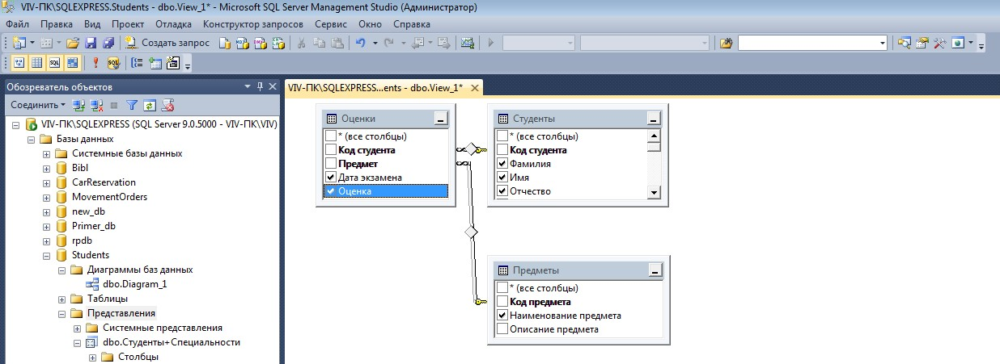 VIV-ПК\SQLEXPRESS.Students - dbo.View_1* - Microsoft SQL Server Management Studio (Администратор)
Файл Правка Вид Проект Отладка Конструктор запросов Сервис Окно Справка
Создать запрос
Обозреватель объектов
VIV-ПК\SQLEXPRESS...ents - dbo.View_1*
Соединить
VIV-ПК\SQLEXPRESS (SQL Server 9.0.5000 - VIV-ПК\VIV)
Базы данных
Системные базы данных
Bibl
CarReservation
MovementOrders
new_db
Primer_db
rpdb
Students
Диаграммы баз данных
dbo.Diagram_1
Таблицы
Представления
Системные представления
dbo.Студенты+Специальности
Столбцы
Оценки
* (все столбцы)
Код студента
Предмет
Дата экзамена
Оценка
Студенты
* (все столбцы)
Код студента
Фамилия
Имя
Отчество
Предметы
* (все столбцы)
Код предмета
Наименование предмета
Описание предмета